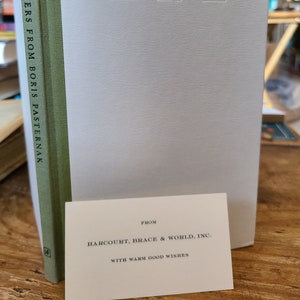 ERS FROM BORIS PASTERNAK
FROM
HARCOURT, BRACE & WORLD, INC.
WITH WARM GOOD WISHES